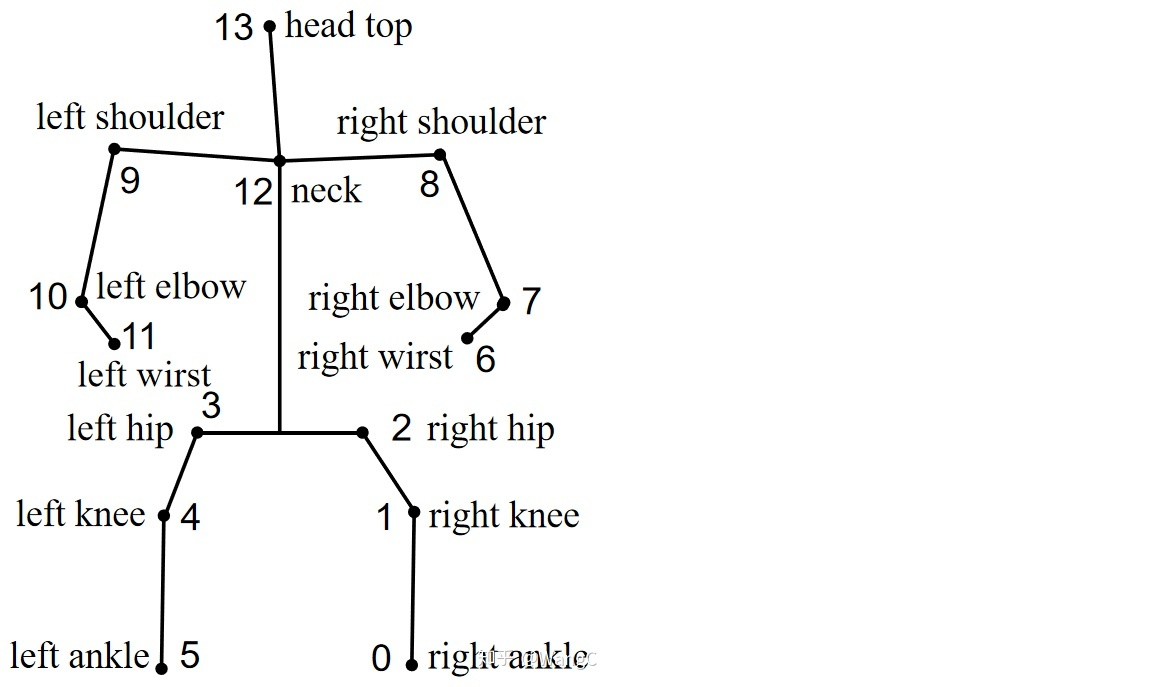 13 head top
left shoulder
right shoulder
9
12 neck
8
10 left elbow
right elbow 7
11
left wirst
right wirst 6
3
left hip
2 right hip
left knee 4
1 right knee
left ankle 5
0 right ankle